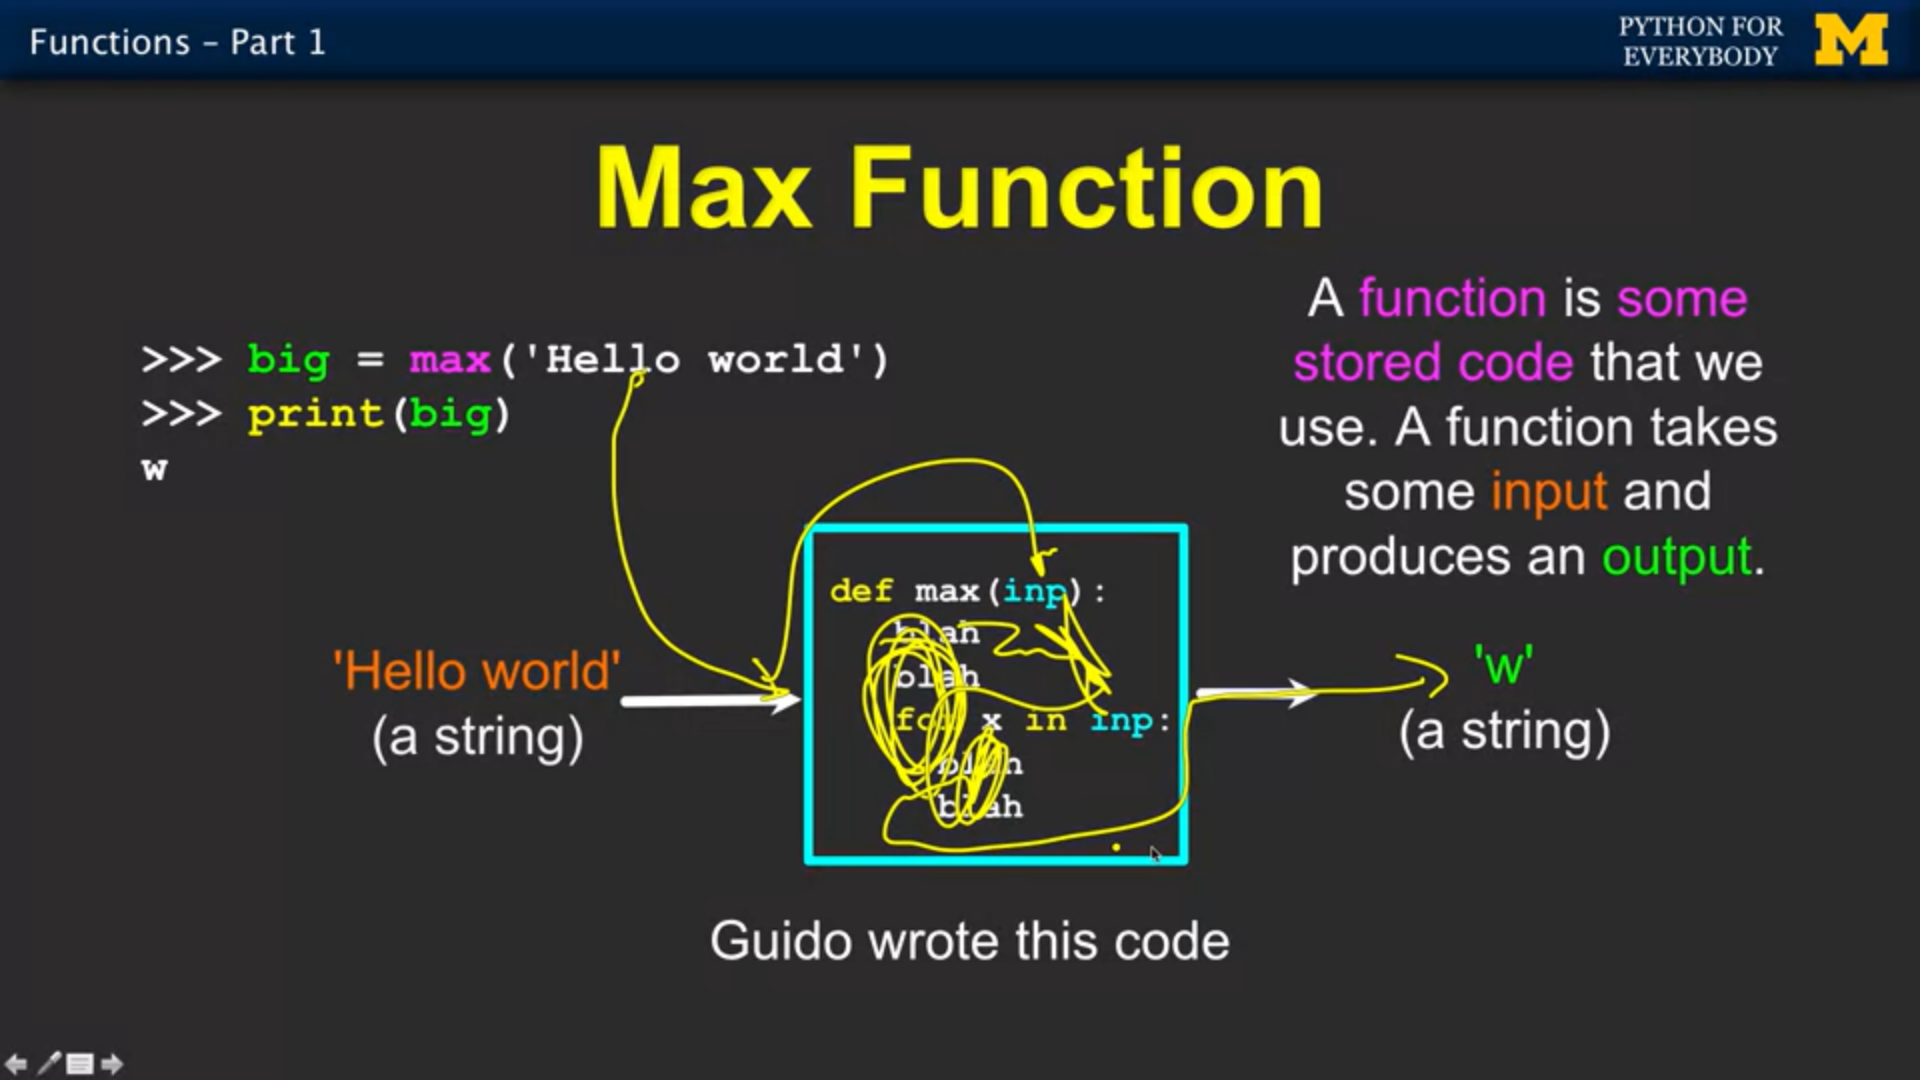 Functions – Part 1
PYTHON FOR
EVERYBODY
M
Max Function
>>> big = max('Hello world')
>>> print(big)
w
A function is some
stored code that we
use. A function takes
some input and
produces an output.
'Hello world'
(a string)
def max(inp):
blah
blah
for x in inp:
blah
blah
'w'
(a string)
Guido wrote this code